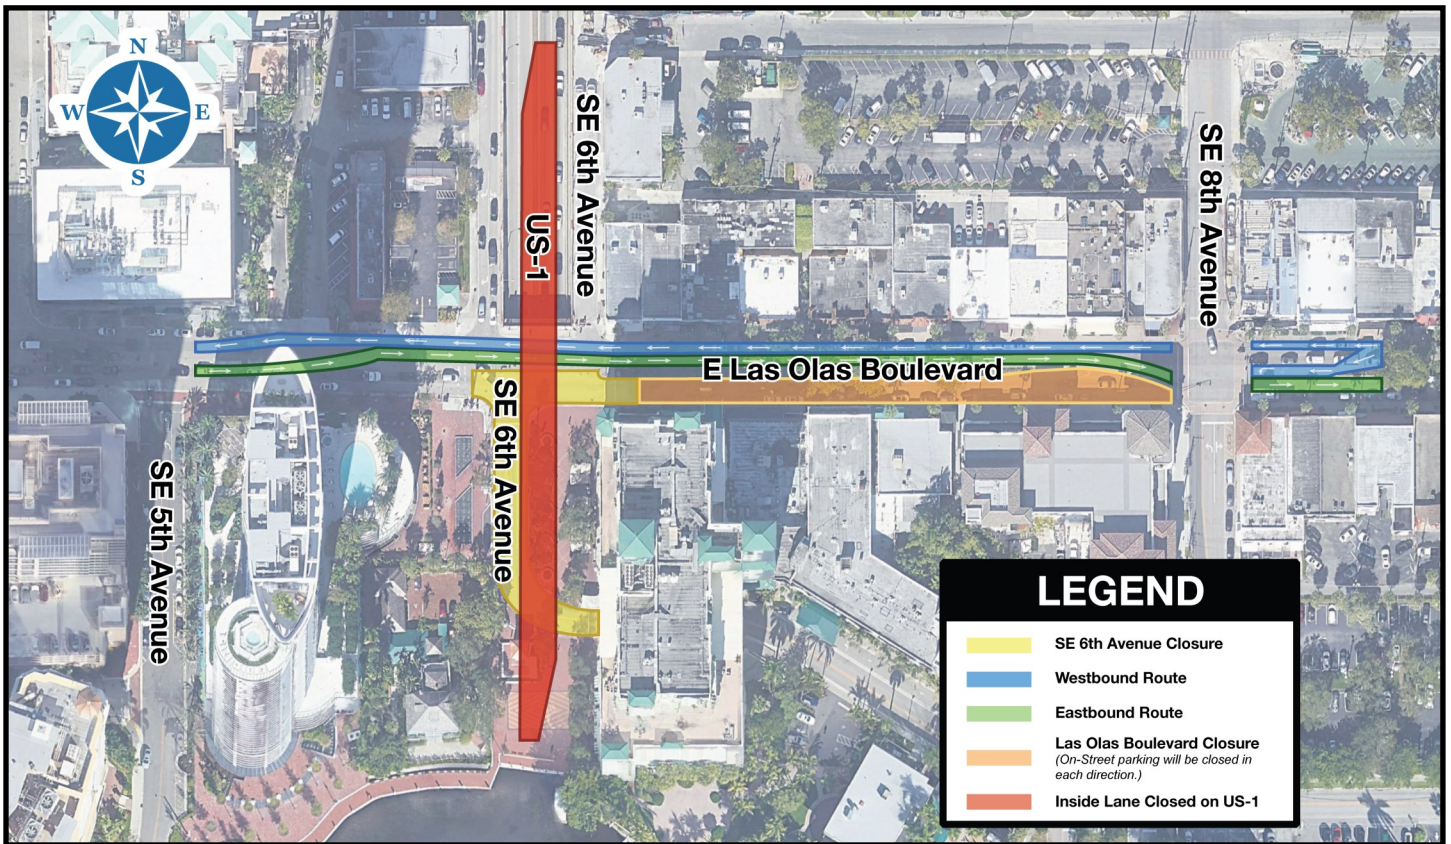 N
W
E
S
SE 6th Avenue
US-1
SE 8th Avenue
E Las Olas Boulevard
SE 6th Avenue
SE 5th Avenue
LEGEND
SE 6th Avenue Closure
Westbound Route
Eastbound Route
Las Olas Boulevard Closure
(On-Street parking will be closed in
each direction.)
Inside Lane Closed on US-1